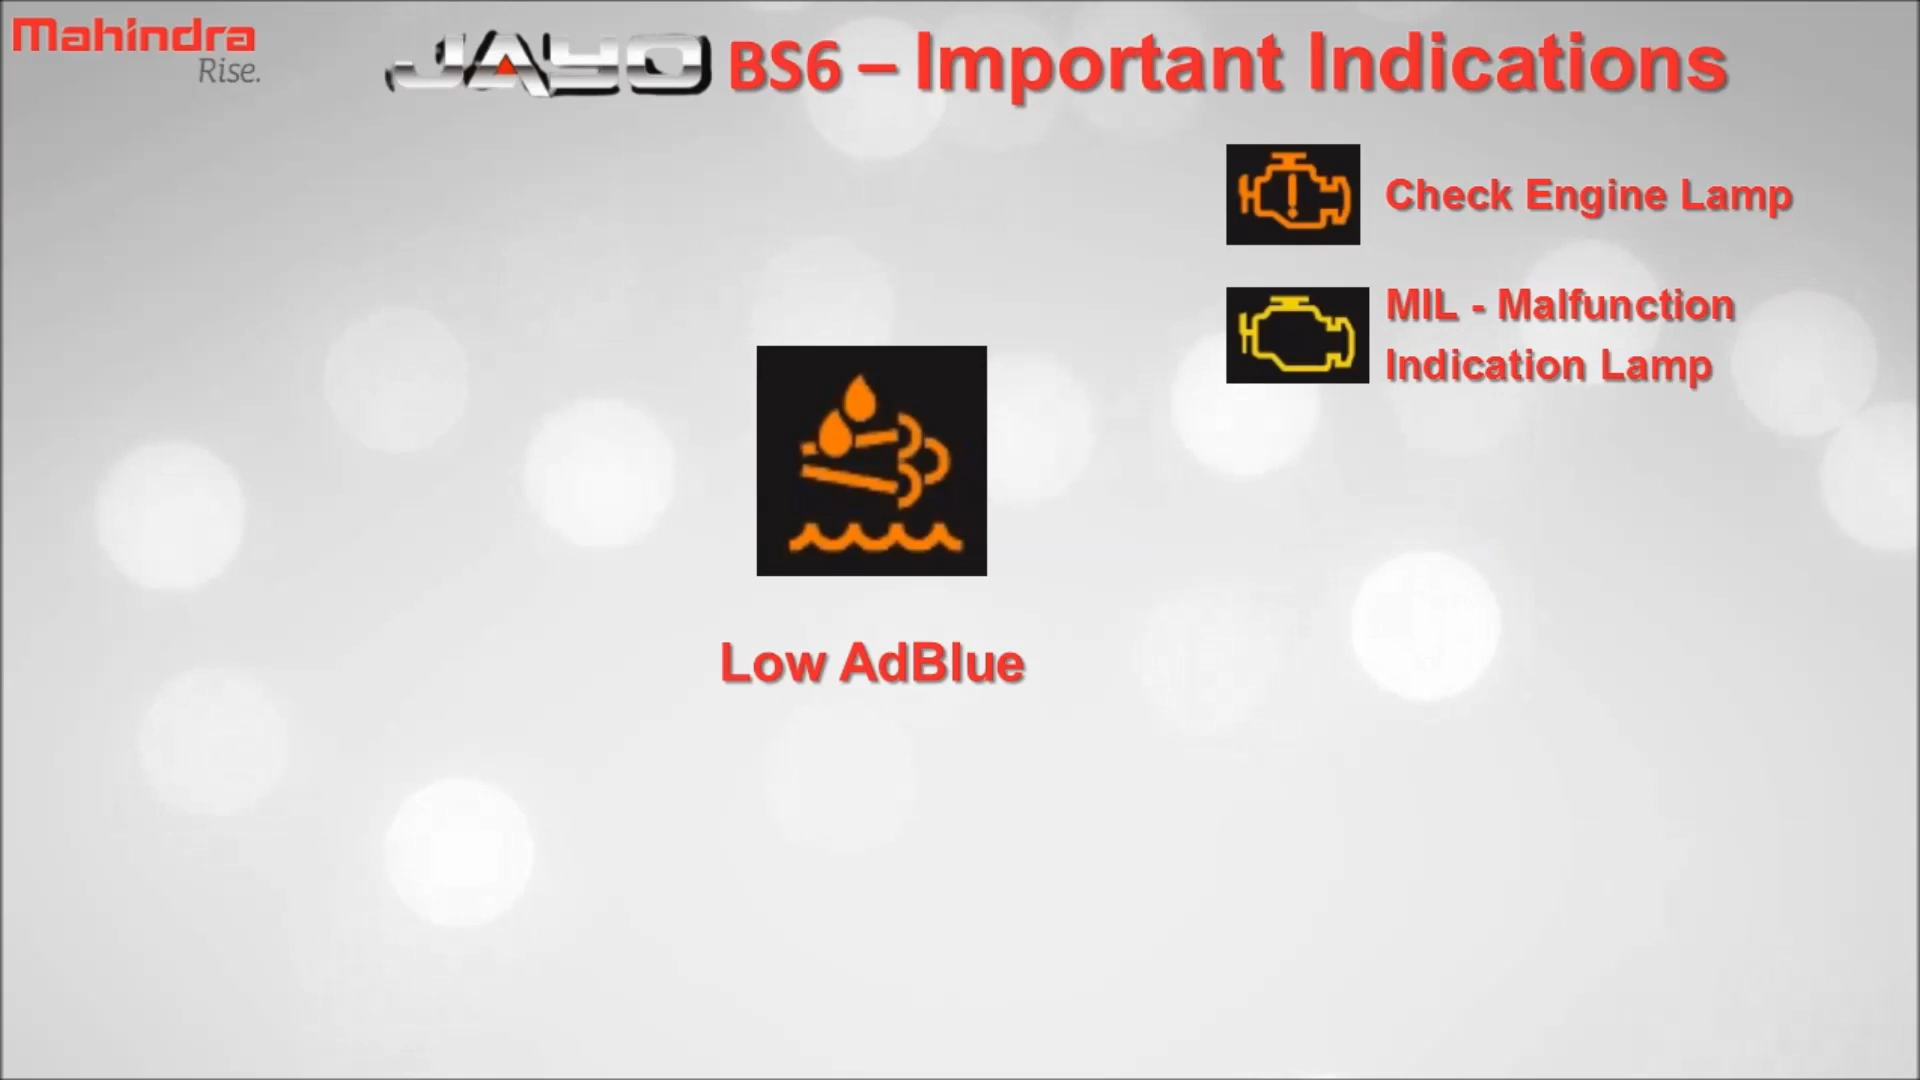 Mahindra
Rise.
JAYO BS6 – Important Indications
Check Engine Lamp
MIL - Malfunction
Indication Lamp
Low AdBlue